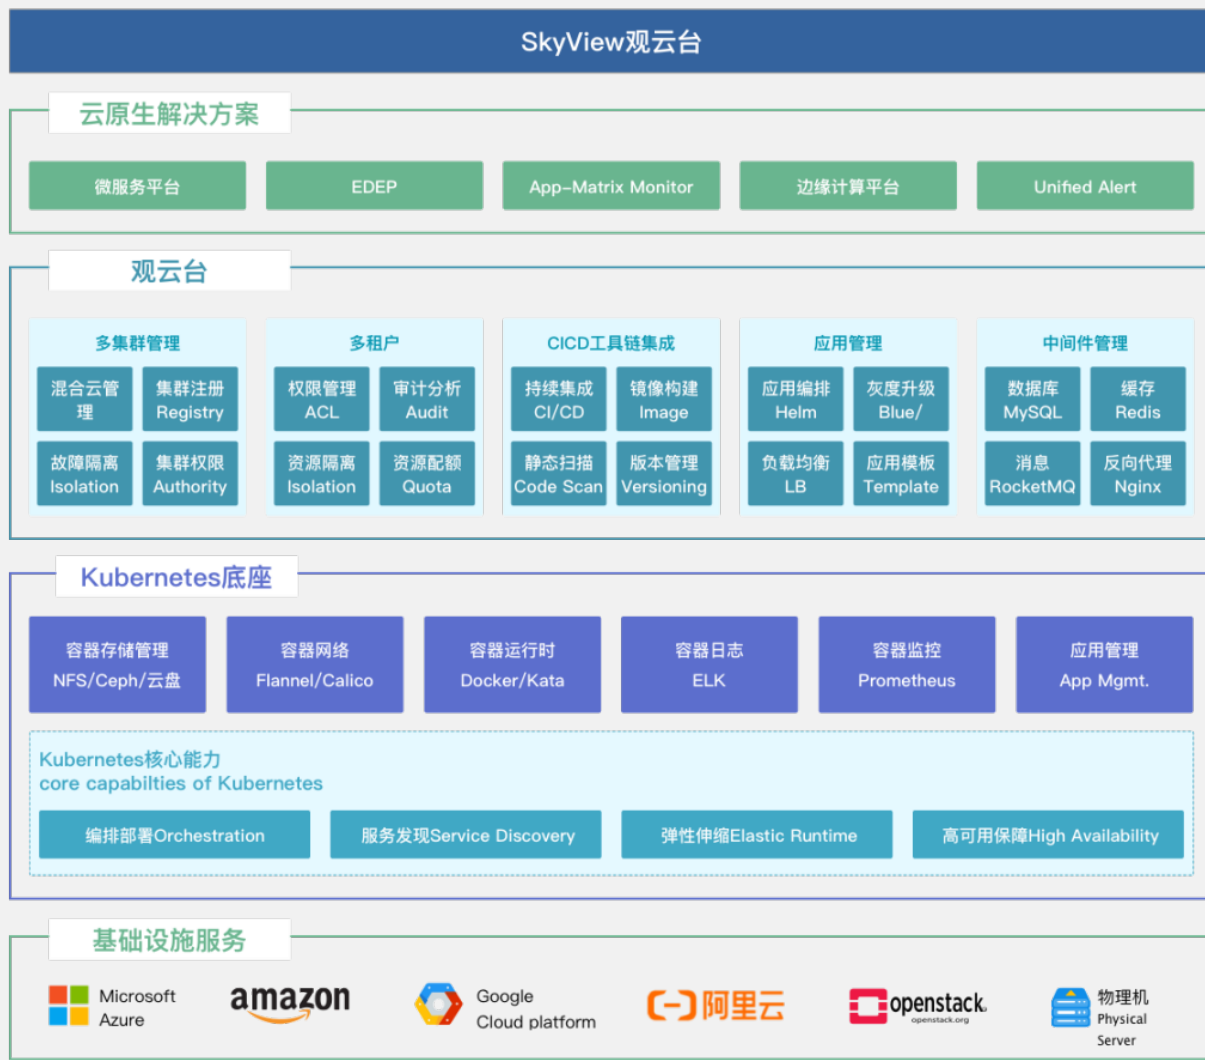 SkyView观云台
云原生解决方案
微服务平台
EDEP
App-Matrix Monitor
边缘计算平台
Unified Alert
观云台
多集群管理
混合云管
理
集群注册
Registry
故障隔离
Isolation
集群权限
Authority
多租户
权限管理
ACL
审计分析
Audit
资源隔离
Isolation
资源配额
Quota
CICD工具链集成
持续集成
CI/CD
镜像构建
Image
静态扫描
Code Scan
版本管理
Versioning
应用管理
应用编排
Helm
灰度升级
Blue/
负载均衡
LB
应用模板
Template
中间件管理
数据库
MySQL
缓存
Redis
消息
RocketMQ
反向代理
Nginx
Kubernetes底座
容器存储管理
NFS/Ceph/云盘
容器网络
Flannel/Calico
容器运行时
Docker/Kata
容器日志
ELK
容器监控
Prometheus
应用管理
App Mgmt.
Kubernetes核心能力
core capabilties of Kubernetes
编排部署Orchestration
服务发现Service Discovery
弹性伸缩Elastic Runtime
高可用保障High Availability
基础设施服务
Microsoft
Azure
amazon
Google
Cloud platform
阿里云
openstack.
openstack.org
物理机
Physical
Server